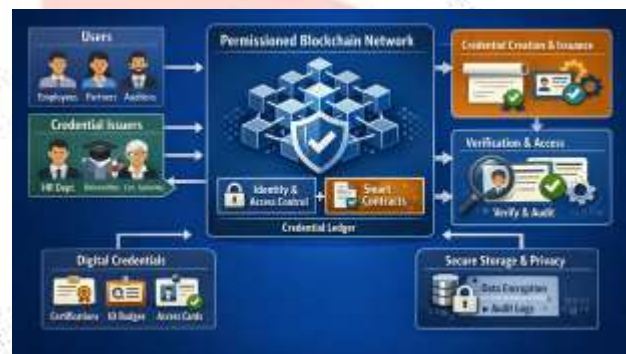 Users
Employees Partners Auditors
Credential Issuers
HR Dept. Universities
Permissioned Blockchain Network
Identity & Access Control
+
Smart Contracts
Credential Ledger
Credential Creation & Issuance
Verification & Access
Verify & Audit
Digital Credentials
Certifications ID Badges Access Cards
Secure Storage & Privacy
Data Encryption
Audit Logs